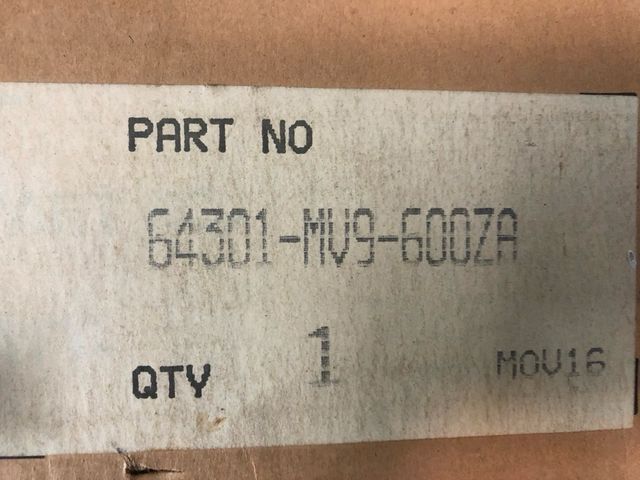 PART NO
64301-MV9-600ZA
QTY 1 MOV16